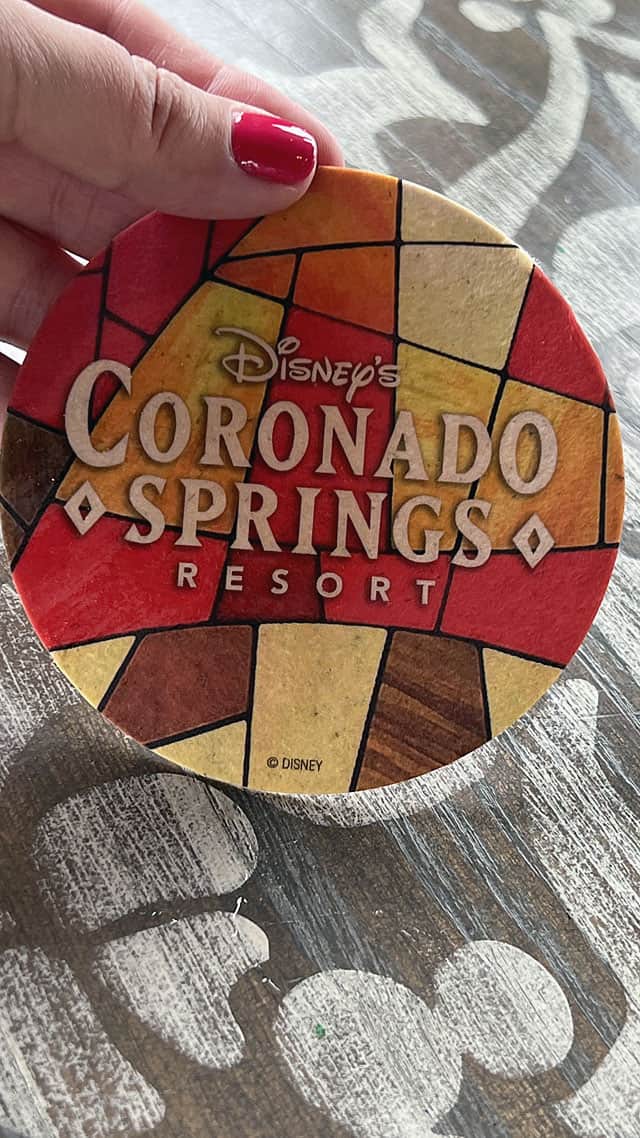 Disney's
CORONADO
SPRINGS
RESORT
© DISNEY